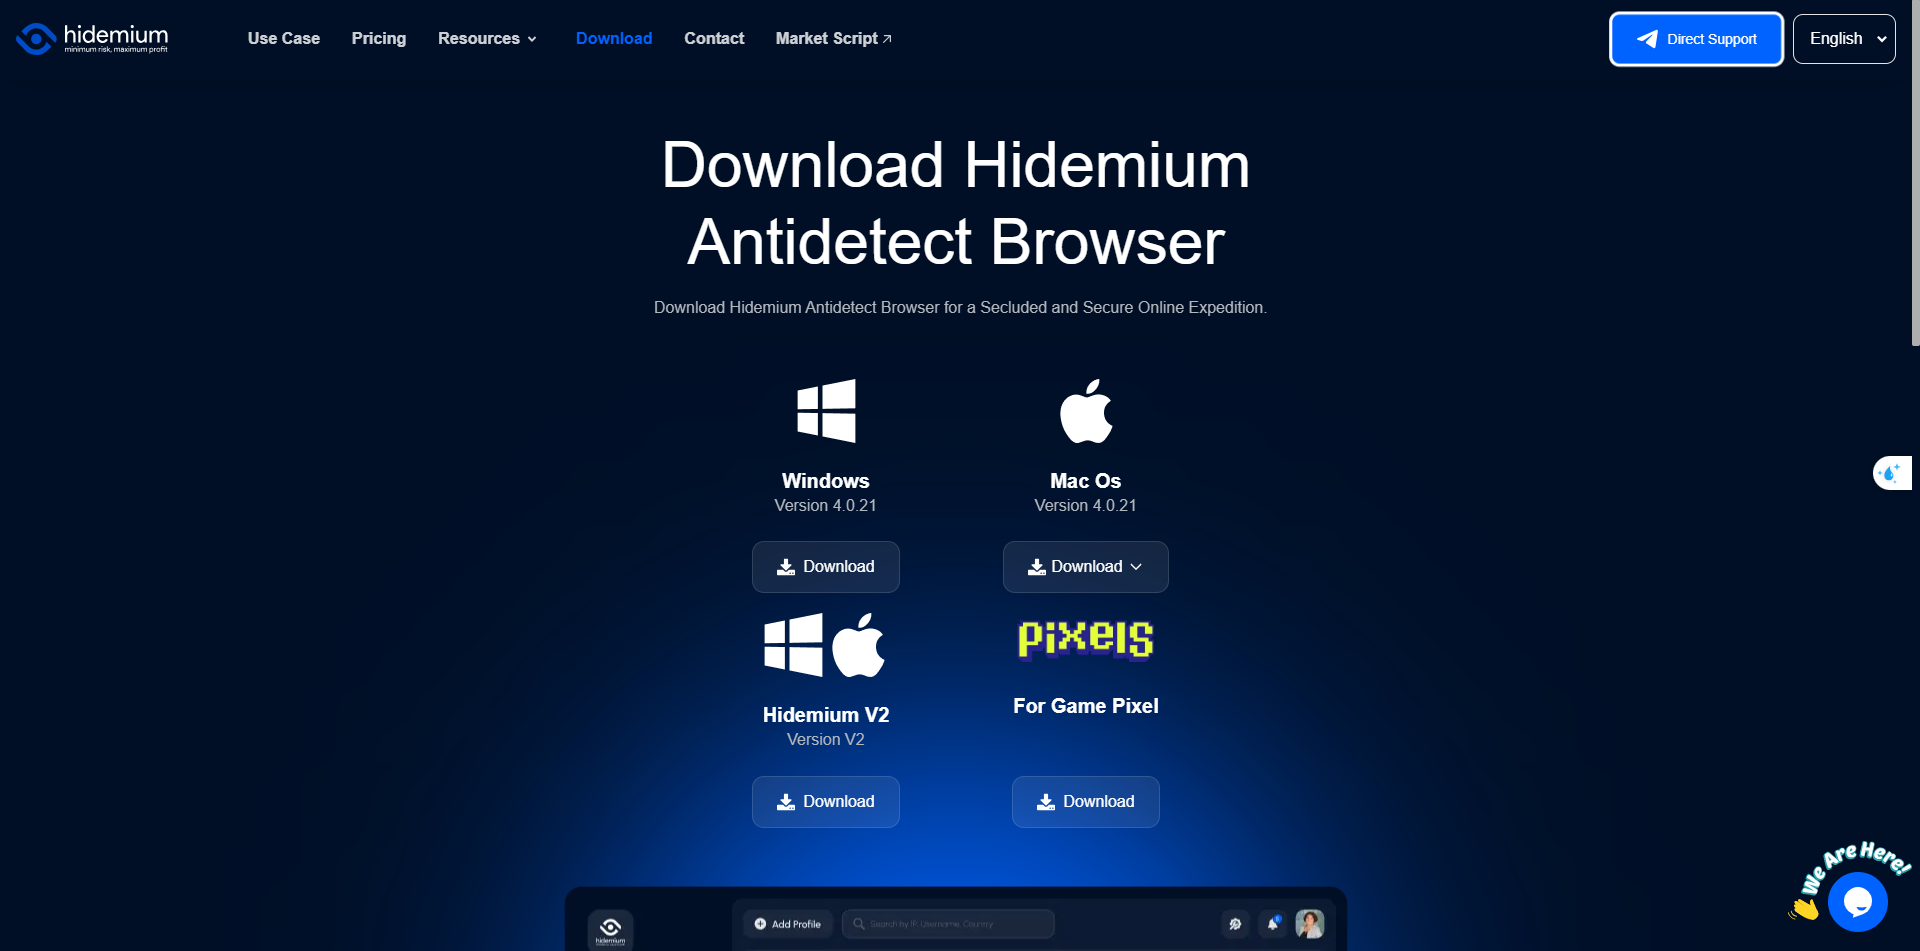 hidemium
minimum risk, maximum profit
Use Case
Pricing
Resources
Download
Contact
Market Script
Direct Support
English
Download Hidemium
Antidetect Browser
Download Hidemium Antidetect Browser for a Secluded and Secure Online Expedition.
Windows
Version 4.0.21
Download
Mac Os
Version 4.0.21
Download
Hidemium V2
Version V2
Download
pixels
For Game Pixel
Download
We Are Here!
hidemium
Add Profile
Search by IP, Username, Country